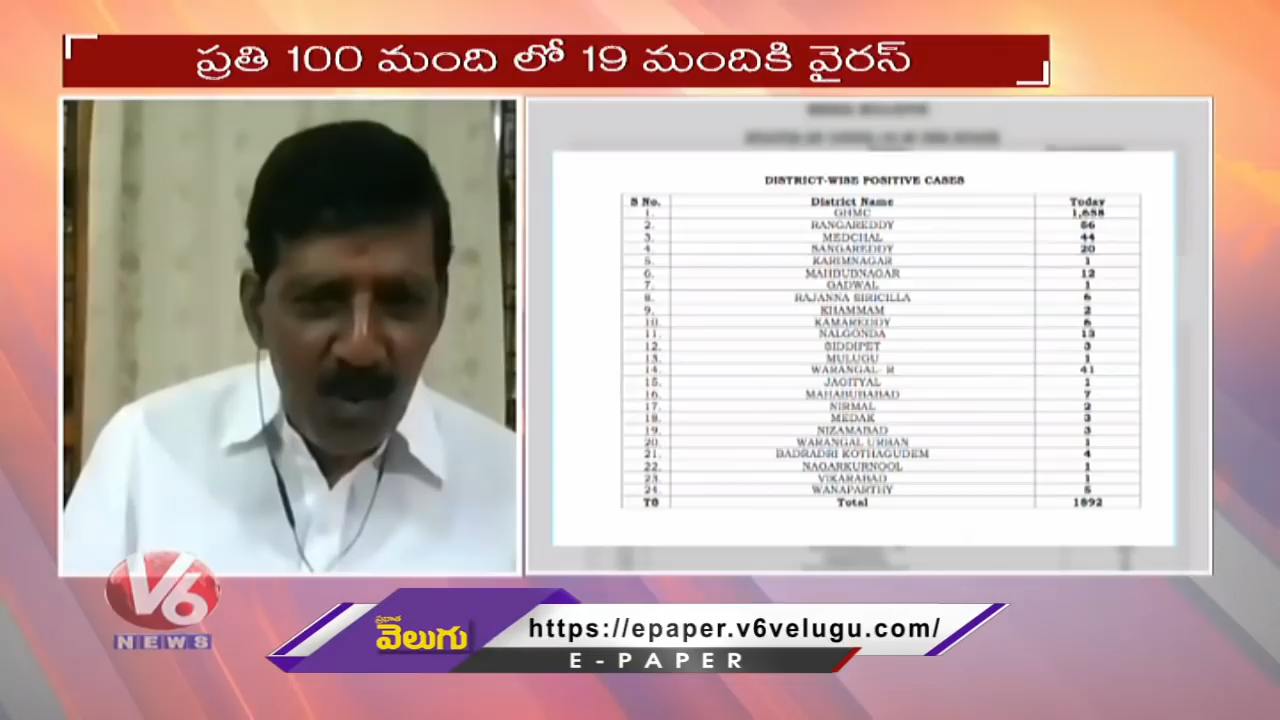 ప్రతి 100 మంది లో 19 మందికి వైరస్
DISTRICT-WISE POSITIVE CASES
S No. District Name Today
1. GHMC 1,658
2. RANGAREDDY 56
3. MEDCHAL 44
4. SANGAREDDY 20
5. KARIMNAGAR 1
6. MAHBUBNAGAR 12
7. GADWAL 1
8. RAJANNA SIRICILLA 6
9. KHAMMAM 2
10. KAMAREDDY 6
11. NALGONDA 13
12. SIDDIPET 3
13. MULUGU 1
14. WARANGAL- R 41
15. JAGITYAL 1
16. MAHABUBABAD 7
17. NIRMAL 2
18. MEDAK 3
19. NIZAMABAD 3
20. WARANGAL URBAN 1
21. BADRADRI KOTHAGUDEM 4
22. NAGARKURNOOL 1
23. VIKARABAD 1
24. WANAPARTHY 5
TS Total 1892
V6
NEWS
ప్రభాత
వెలుగు
https://epaper.v6velugu.com/
E-PAPER